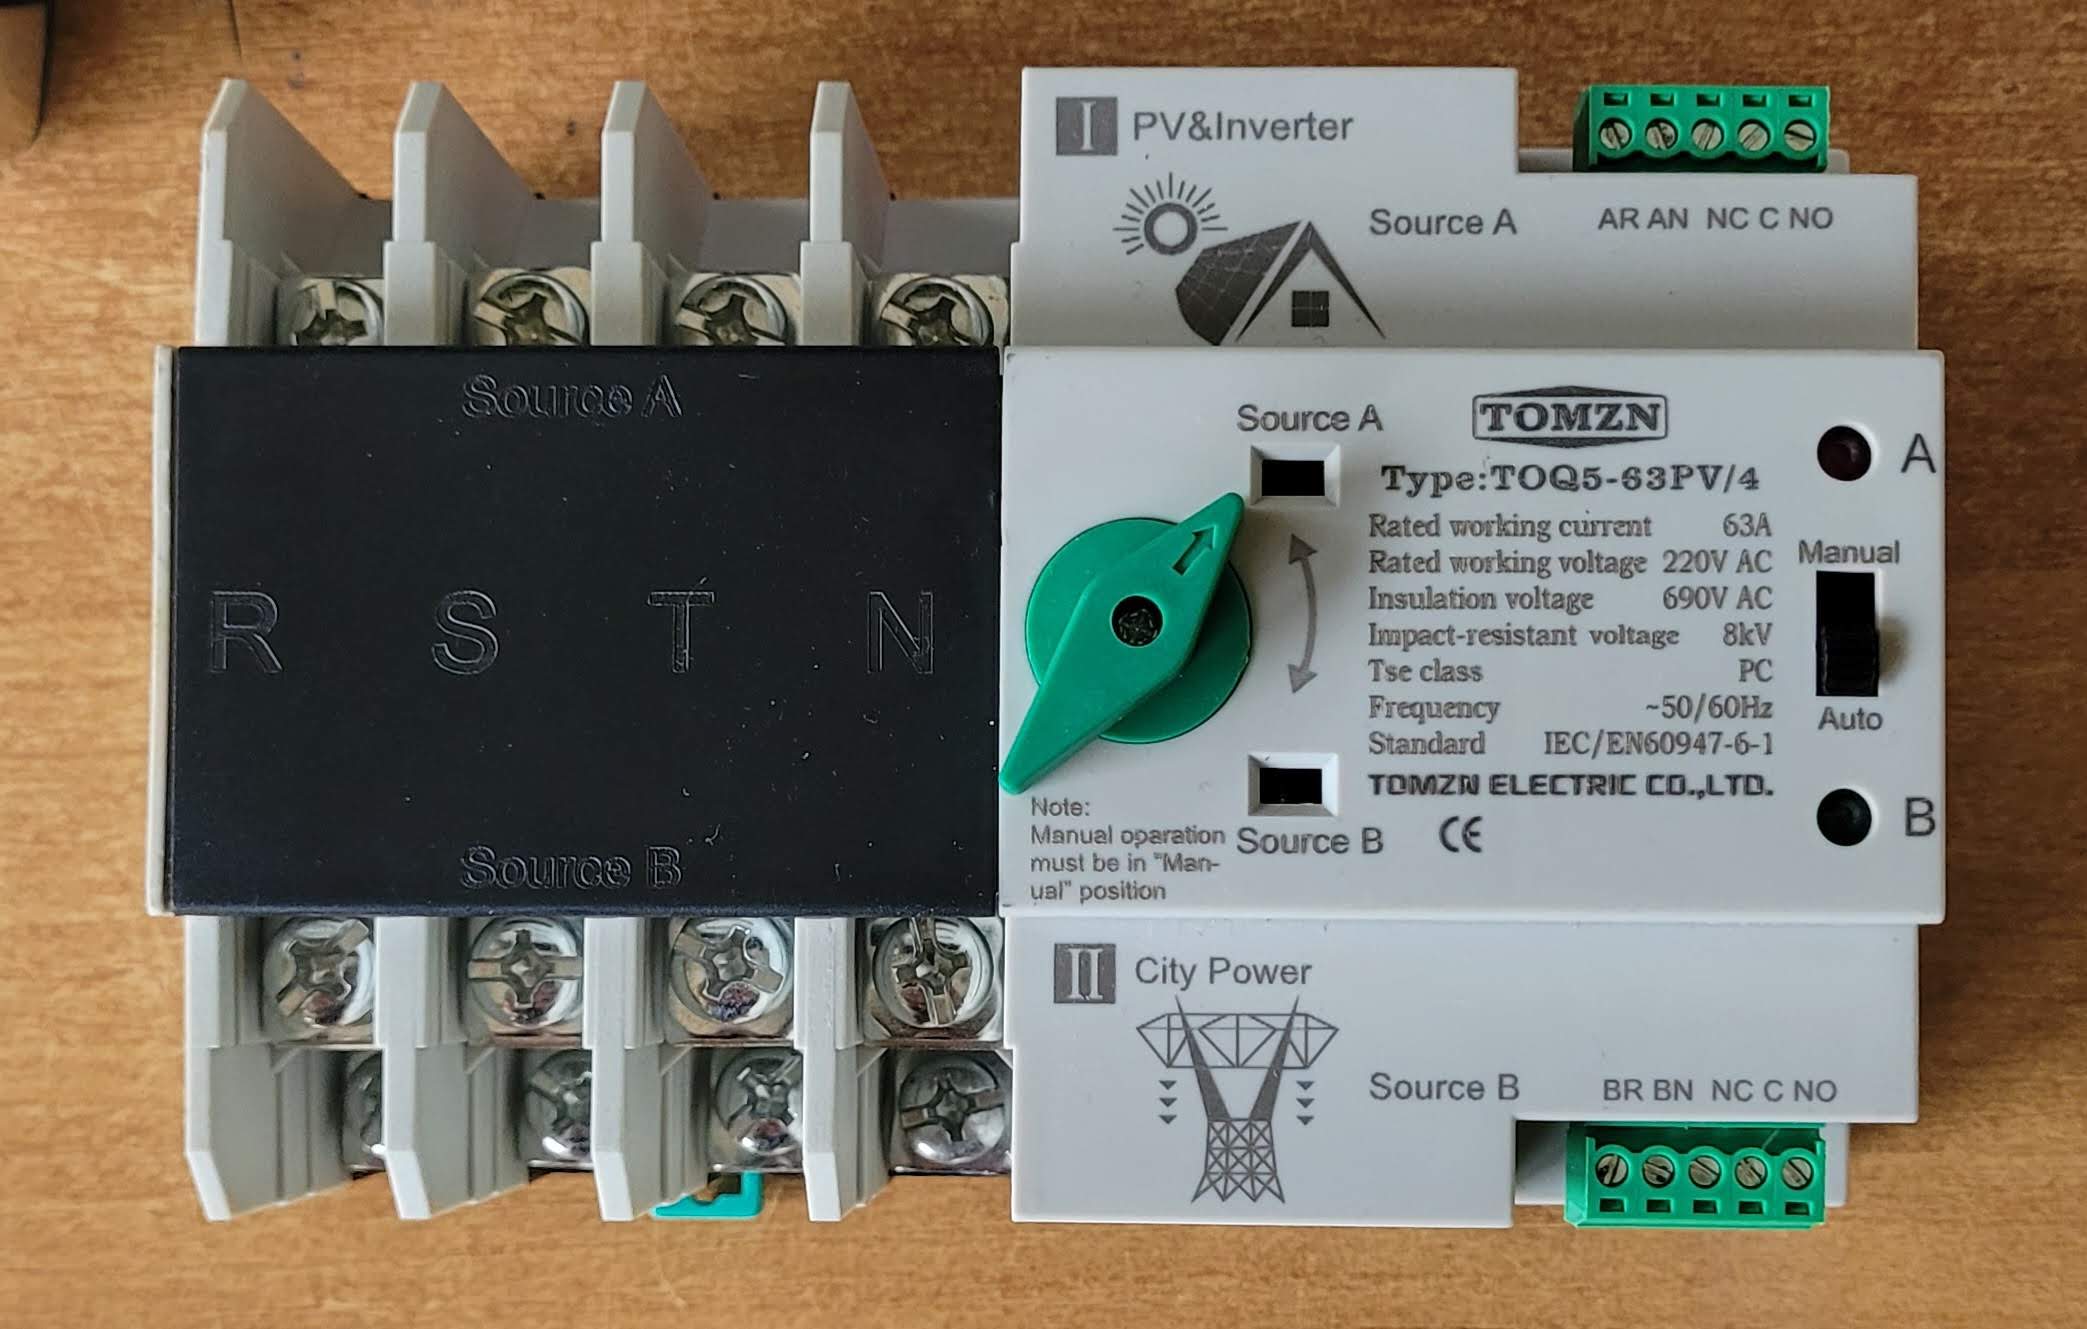 I PV&Inverter
Source A
AR AN NC C NO
Source A
R S T N
Source B
Source A
TOMZN
Type:TOQ5-63PV/4
Rated working current 63A
Rated working voltage 220V AC
Insulation voltage 690V AC
Impact-resistant voltage 8kV
Tse class PC
Frequency ~50/60Hz
Standard IEC/EN60947-6-1
TOMZN ELECTRIC CO.,LTD.
CE
A
Manual
Auto
B
Source B
Note:
Manual oparation
must be in "Man-
ual" position
II City Power
Source B
BR BN NC C NO